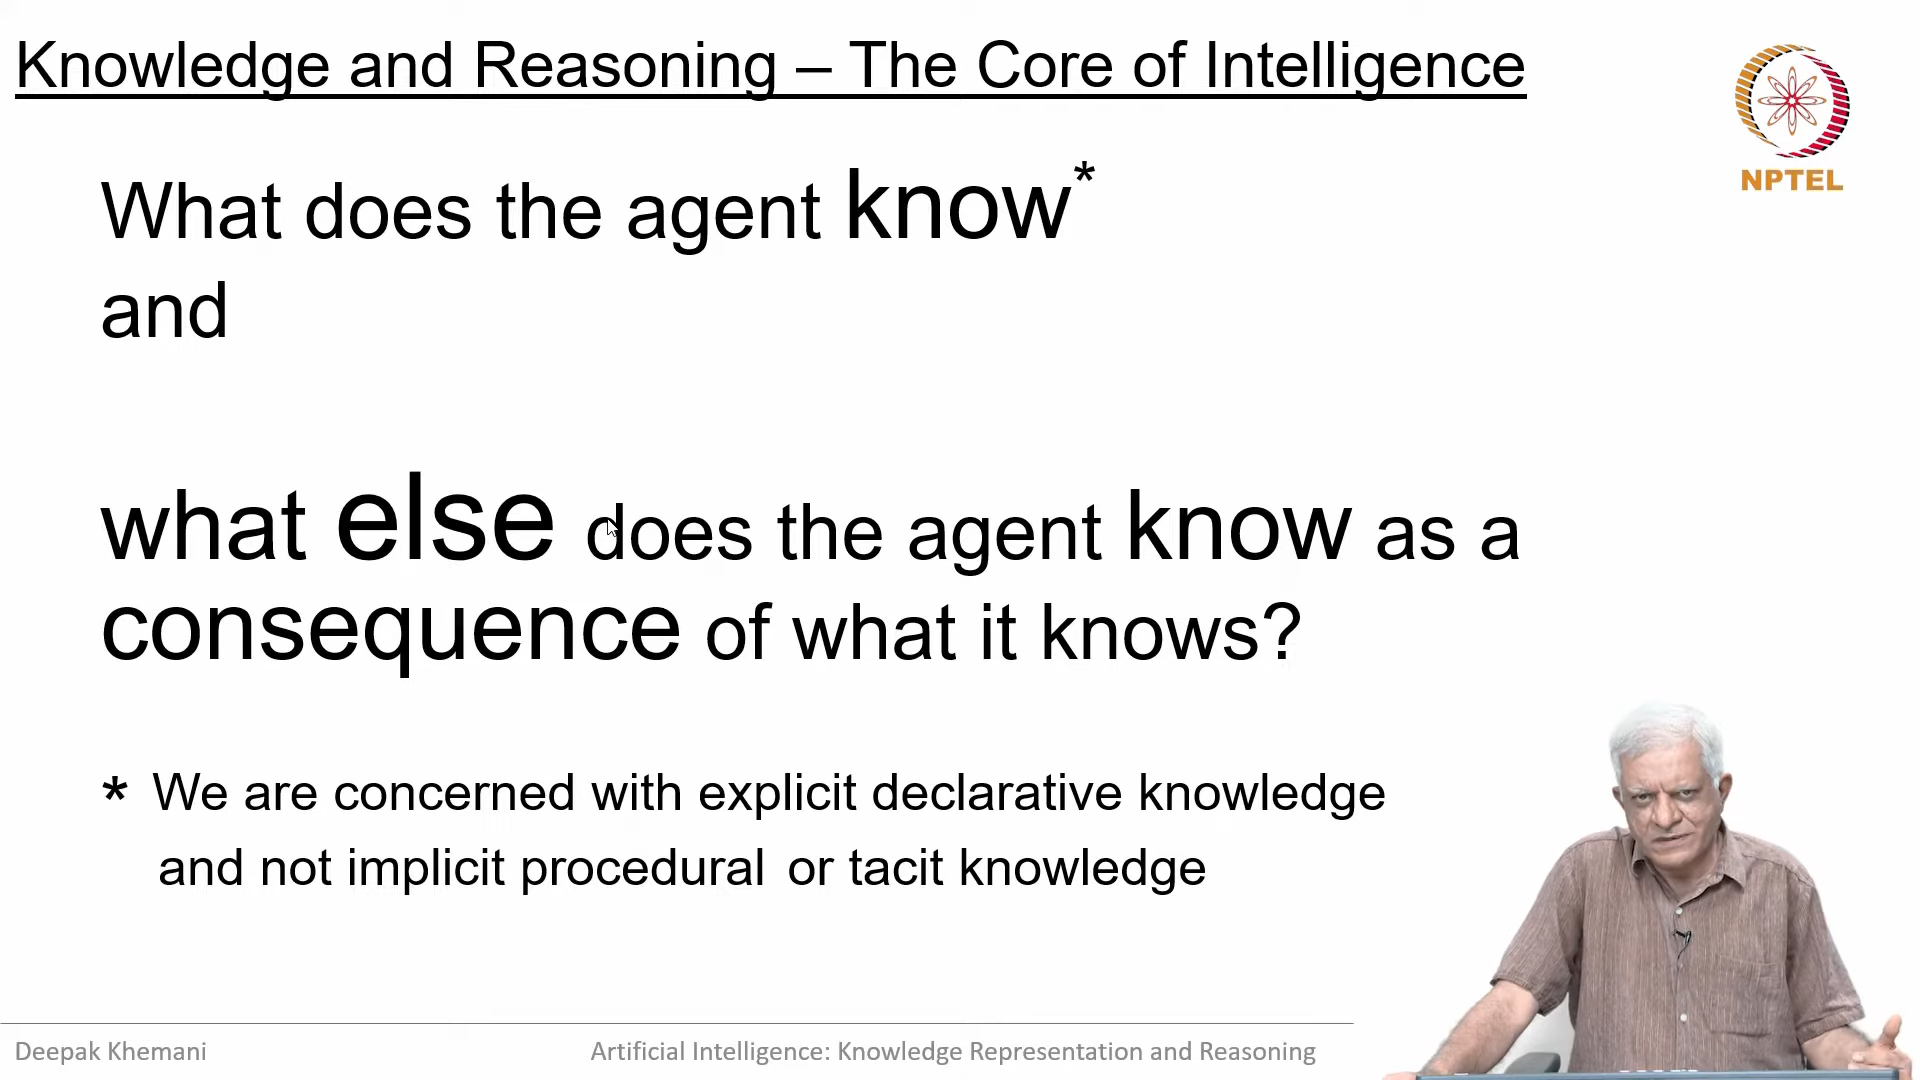 Knowledge and Reasoning – The Core of Intelligence
NPTEL
What does the agent know*
and
what else does the agent know as a
consequence of what it knows?
* We are concerned with explicit declarative knowledge
and not implicit procedural or tacit knowledge
Deepak Khemani
Artificial Intelligence: Knowledge Representation and Reasoning